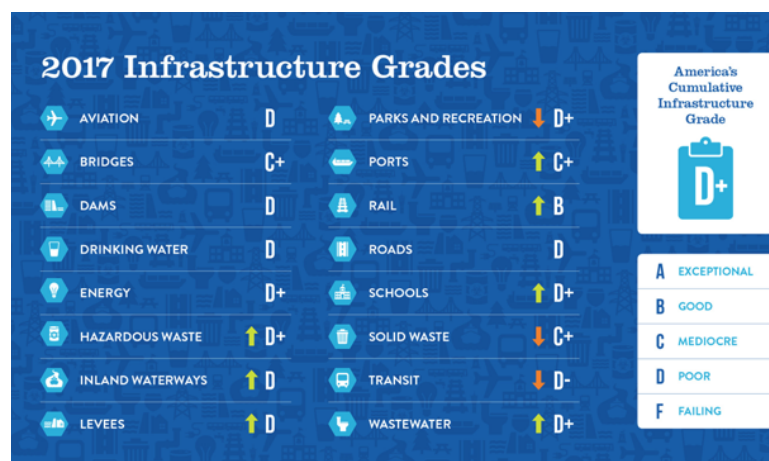 2017 Infrastructure Grades
AVIATION D
BRIDGES C+
DAMS D
DRINKING WATER D
ENERGY D+
HAZARDOUS WASTE D+
INLAND WATERWAYS D
LEVEES D
PARKS AND RECREATION D+
PORTS C+
RAIL B
ROADS D
SCHOOLS D+
SOLID WASTE C+
TRANSIT D-
WASTEWATER D+
America's
Cumulative
Infrastructure
Grade
D+
A EXCEPTIONAL
B GOOD
C MEDIOCRE
D POOR
F FAILING